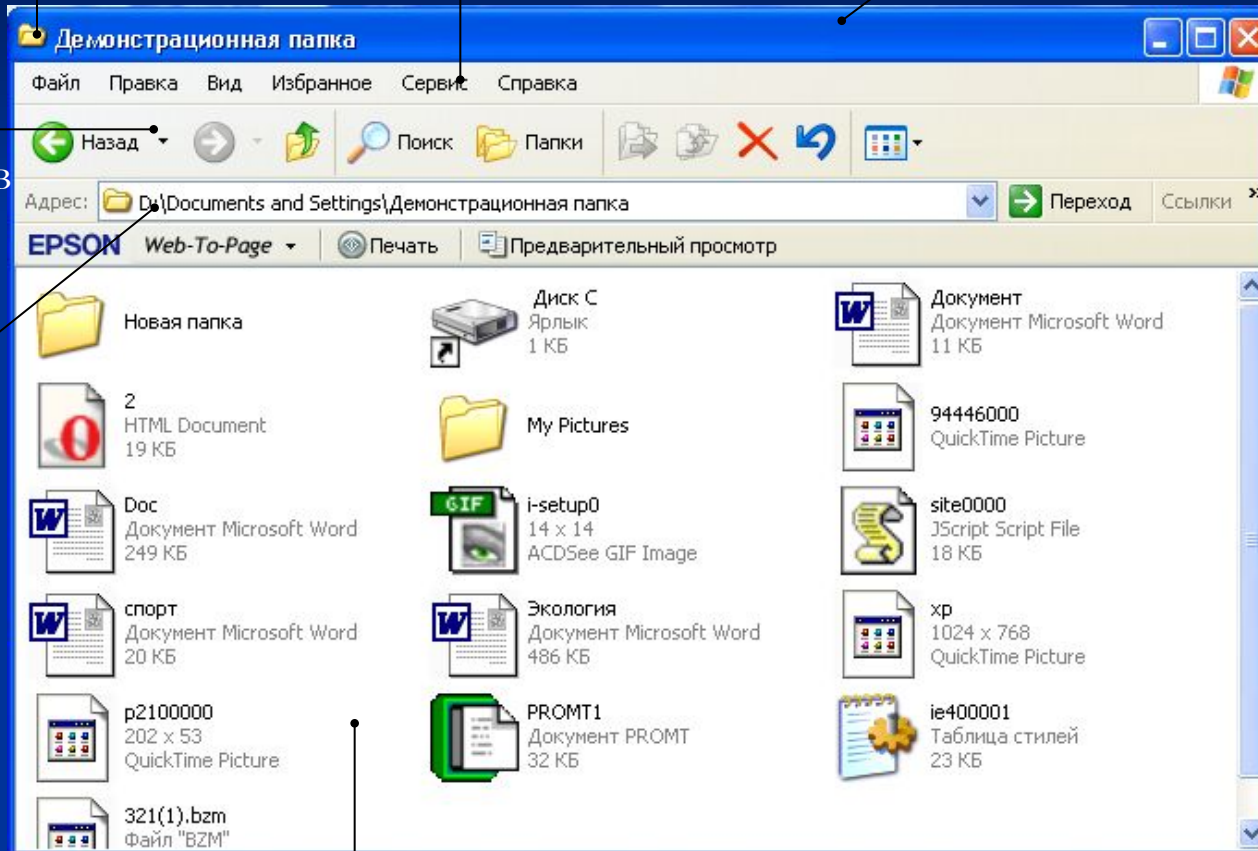 Демонстрационная папка
Файл Правка Вид Избранное Сервис Справка
Назад Поиск Папки
в
Адрес: D:\Documents and Settings\Демонстрационная папка Переход Ссылки »
EPSON Web-To-Page Печать Предварительный просмотр
Новая папка
Диск C
Ярлык
1 КБ
Документ
Документ Microsoft Word
11 КБ
2
HTML Document
19 КБ
My Pictures
94446000
QuickTime Picture
Doc
Документ Microsoft Word
249 КБ
GIF
i-setup0
14 x 14
ACDSee GIF Image
site0000
JScript Script File
18 КБ
спорт
Документ Microsoft Word
20 КБ
Экология
Документ Microsoft Word
486 КБ
xp
1024 x 768
QuickTime Picture
p2100000
202 x 53
QuickTime Picture
PROMT1
Документ PROMT
32 КБ
ie400001
Таблица стилей
23 КБ
321(1).bzm
Файл "BZM"